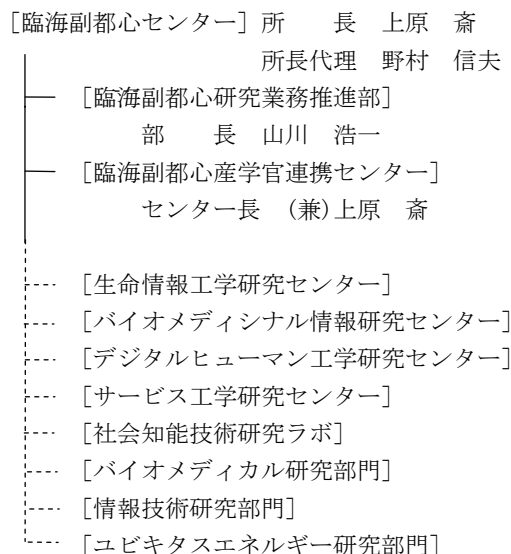 [臨海副都心センター] 所　　長　上原　斎
所長代理　野村　信夫
[臨海副都心研究業務推進部]
部　　長　山川　浩一
[臨海副都心産学官連携センター]
センター長　(兼)上原　斎
[生命情報工学研究センター]
[バイオメディシナル情報研究センター]
[デジタルヒューマン工学研究センター]
[サービス工学研究センター]
[社会知能技術研究ラボ]
[バイオメディカル研究部門]
[情報技術研究部門]
[ユビキタスエネルギー研究部門]